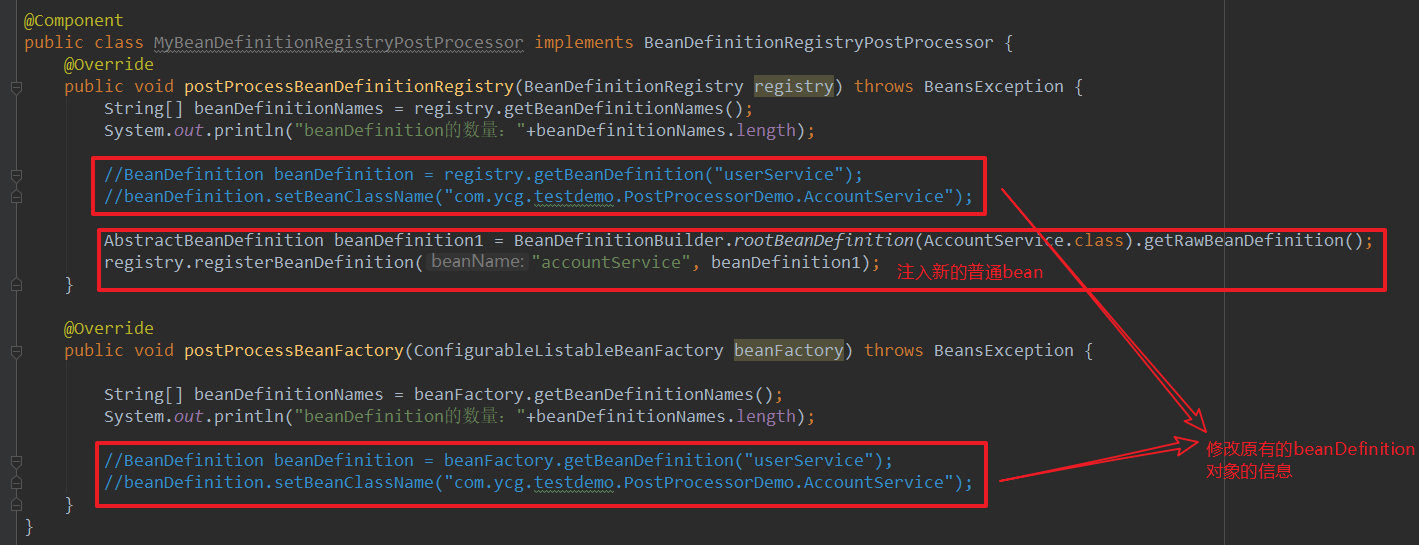 @Component
public class MyBeanDefinitionRegistryPostProcessor implements BeanDefinitionRegistryPostProcessor {
@Override
public void postProcessBeanDefinitionRegistry(BeanDefinitionRegistry registry) throws BeansException {
String[] beanDefinitionNames = registry.getBeanDefinitionNames();
System.out.println("beanDefinition的数量："+beanDefinitionNames.length);
//BeanDefinition beanDefinition = registry.getBeanDefinition("userService");
//beanDefinition.setBeanClassName("com.ycg.testdemo.PostProcessorDemo.AccountService");
AbstractBeanDefinition beanDefinition1 = BeanDefinitionBuilder.rootBeanDefinition(AccountService.class).getRawBeanDefinition();
registry.registerBeanDefinition( beanName: "accountService", beanDefinition1);
注入新的普通bean
}
@Override
public void postProcessBeanFactory(ConfigurableListableBeanFactory beanFactory) throws BeansException {
String[] beanDefinitionNames = beanFactory.getBeanDefinitionNames();
System.out.println("beanDefinition的数量："+beanDefinitionNames.length);
//BeanDefinition beanDefinition = beanFactory.getBeanDefinition("userService");
//beanDefinition.setBeanClassName("com.ycg.testdemo.PostProcessorDemo.AccountService");
修改原有的beanDefinition
对象的信息
}
}